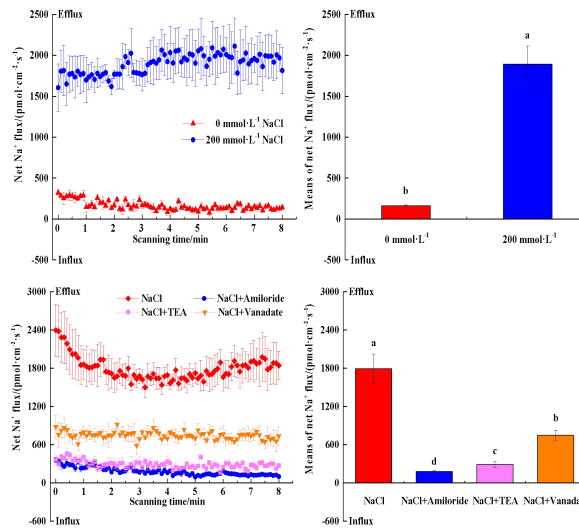 Efflux
2500
2000
1500
1000
500
0
-500
Net Na⁺ flux/(pmol·cm⁻²·s⁻¹)
0 mmol·L⁻¹ NaCl
200 mmol·L⁻¹ NaCl
0 1 2 3 4 5 6 7 8
Scanning time/min
Influx
Efflux
2500
2000
1500
1000
500
0
-500
Means of net Na⁺ flux/(pmol·cm⁻²·s⁻¹)
b
a
0 mmol·L⁻¹
200 mmol·L⁻¹
Influx
Efflux
3000
2400
1800
1200
600
0
-600
Net Na⁺ flux/(pmol·cm⁻²·s⁻¹)
NaCl
NaCl+Amiloride
NaCl+TEA
NaCl+Vanadate
0 1 2 3 4 5 6 7 8
Scanning time/min
Influx
Efflux
3000
2400
1800
1200
600
0
-600
Means of net Na⁺ flux/(pmol·cm⁻²·s⁻¹)
a
d
c
b
NaCl
NaCl+Amiloride
NaCl+TEA
NaCl+Vanada
Influx